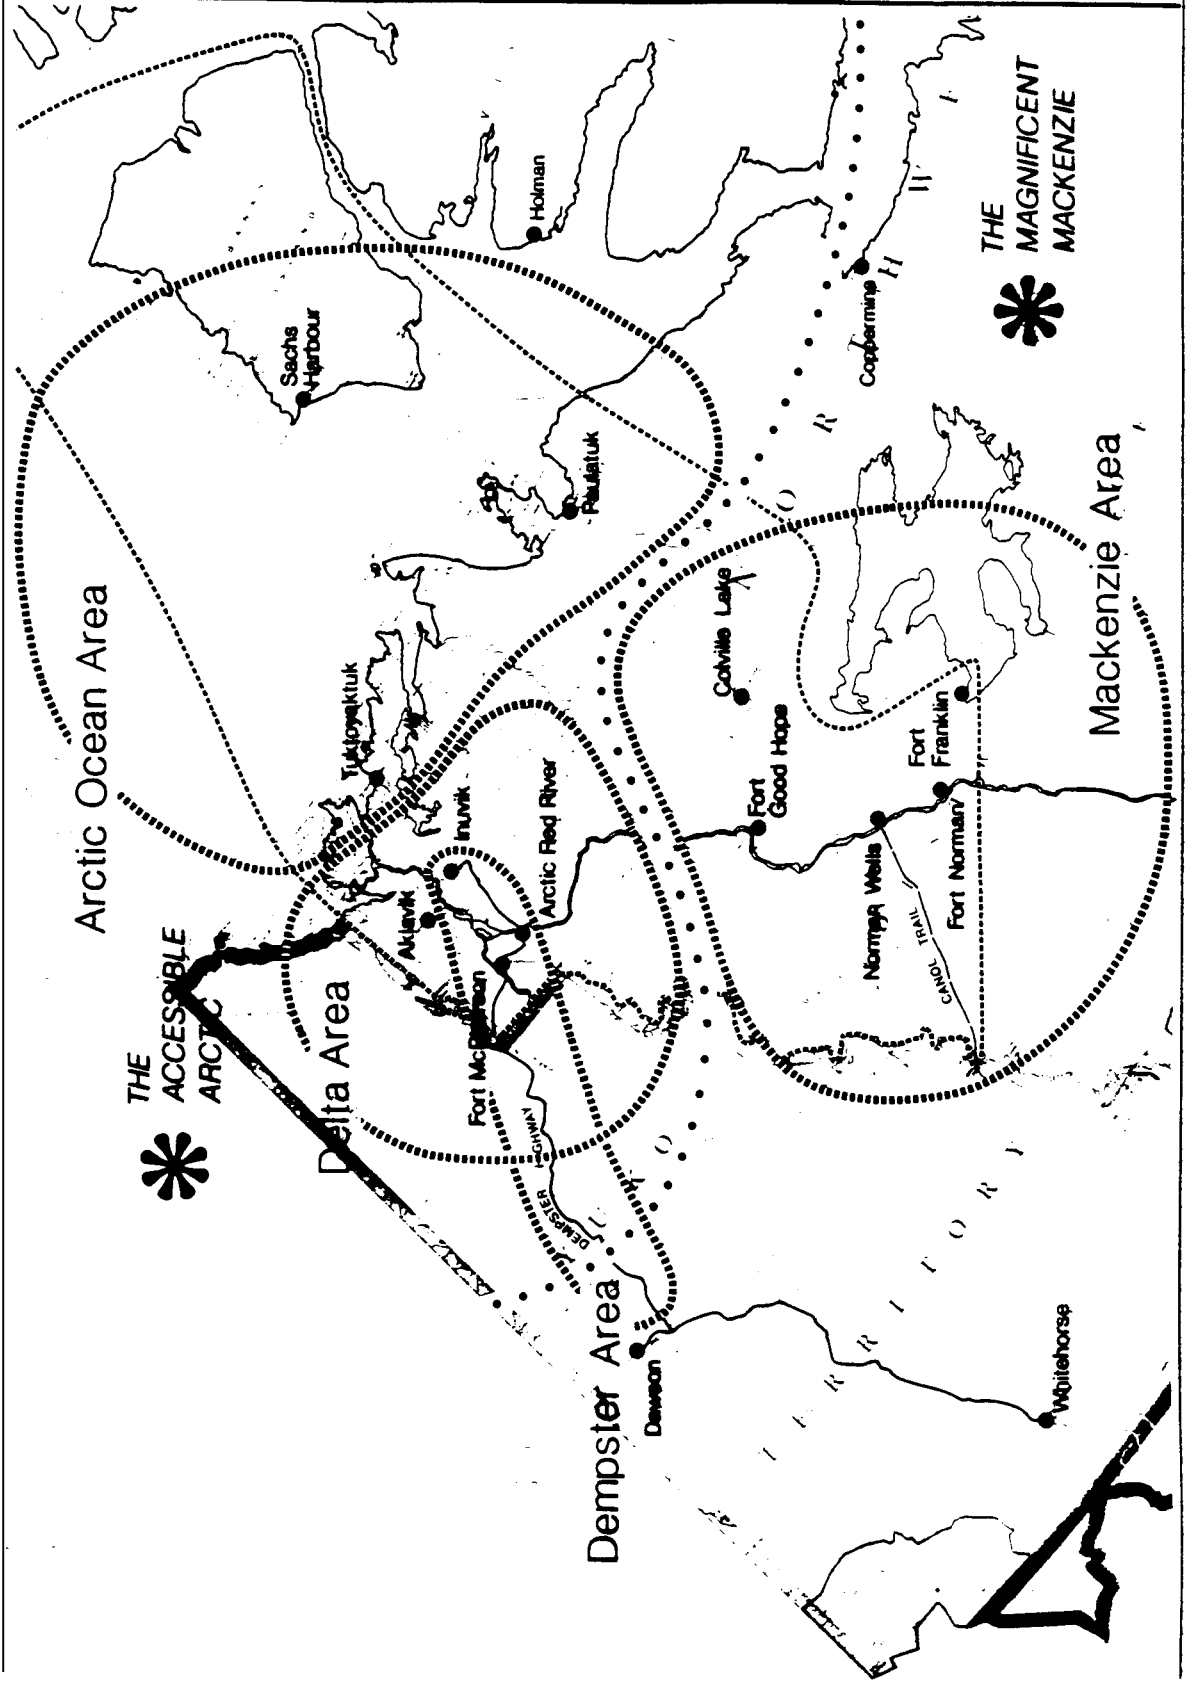 THE
ACCESSIBLE
ARCTIC
Arctic Ocean Area
Delta Area
Dempster Area
Mackenzie Area
THE
MAGNIFICENT
MACKENZIE
Sachs
Harbour
Holman
Paulatuk
Coppermine
Tuktoyaktuk
Inuvik
Aklavik
Arctic Red River
Fort McPherson
DEMPSTER HIGHWAY
Dawson
Whitehorse
Colville Lake
Fort
Good Hope
Fort
Franklin
Norman Wells
Fort Norman
CANOL TRAIL